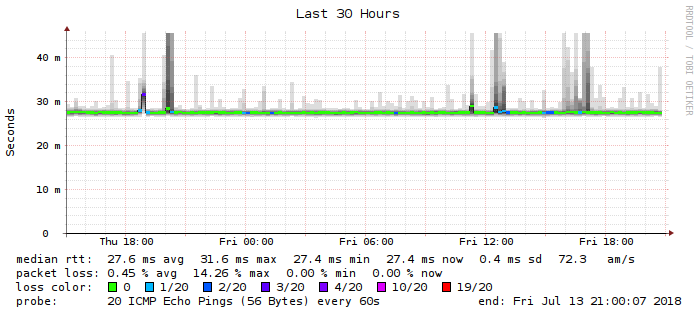 Last 30 Hours
RRDTOOL / TOBI OETIKER
Seconds
40 m
30 m
20 m
10 m
0
Thu 18:00 Fri 00:00 Fri 06:00 Fri 12:00 Fri 18:00
median rtt: 27.6 ms avg 31.6 ms max 27.4 ms min 27.4 ms now 0.4 ms sd 72.3 am/s
packet loss: 0.45 % avg 14.26 % max 0.00 % min 0.00 % now
loss color: 0 1/20 2/20 3/20 4/20 10/20 19/20
probe: 20 ICMP Echo Pings (56 Bytes) every 60s end: Fri Jul 13 21:00:07 2018